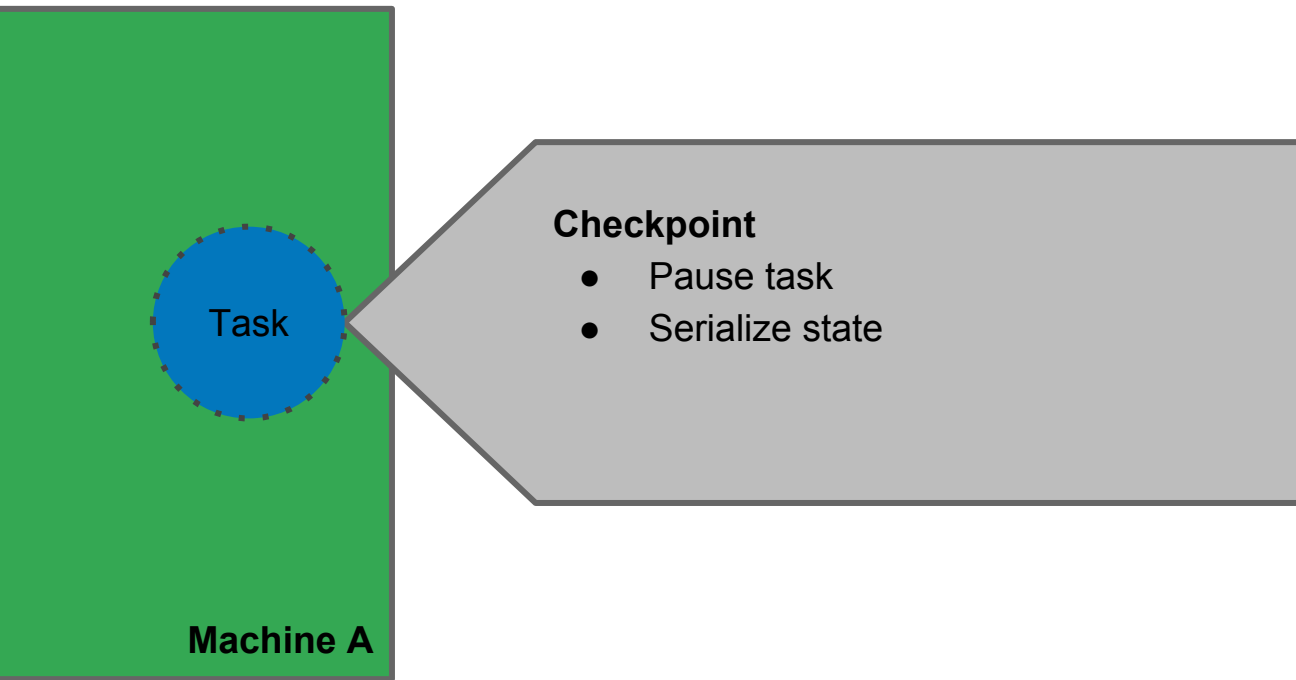 Checkpoint
● Pause task
● Serialize state
Task
Machine A